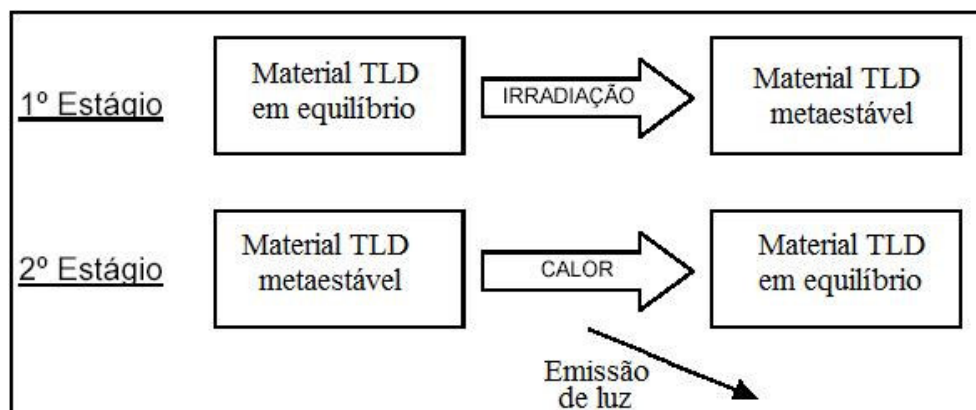 1º Estágio
Material TLD
em equilíbrio
IRRADIAÇÃO
Material TLD
metaestável
2º Estágio
Material TLD
metaestável
CALOR
Material TLD
em equilíbrio
Emissão
de luz